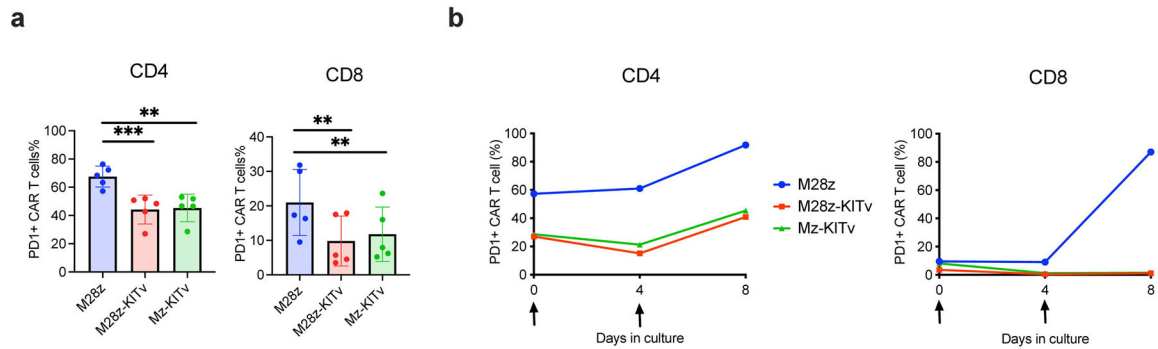 a
b
CD4
CD8
CD4
CD8
PD1+ CAR T cells%
100
80
60
40
20
0
**
***
M28z
M28z-KITv
Mz-KITv
PD1+ CAR T cells%
40
30
20
10
0
**
**
M28z
M28z-KITv
Mz-KITv
PD1+ CAR T cell (%)
100
80
60
40
20
0
0
4
8
Days in culture
M28z
M28z-KITv
Mz-KITv
PD1+ CAR T cell (%)
100
80
60
40
20
0
0
4
8
Days in culture